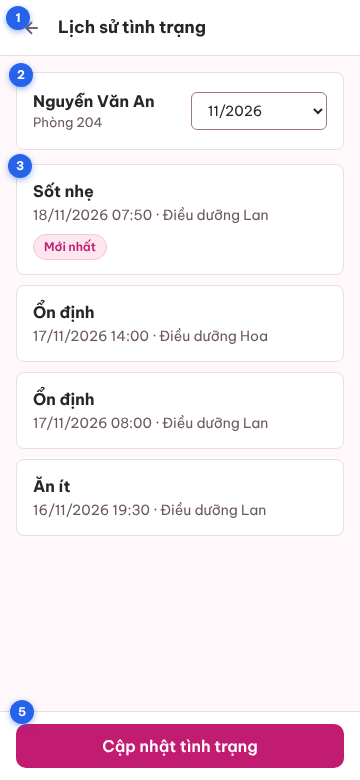 1
Lịch sử tình trạng
2
Nguyễn Văn An
Phòng 204
11/2026
3
Sốt nhẹ
18/11/2026 07:50 · Điều dưỡng Lan
Mới nhất
Ổn định
17/11/2026 14:00 · Điều dưỡng Hoa
Ổn định
17/11/2026 08:00 · Điều dưỡng Lan
Ăn ít
16/11/2026 19:30 · Điều dưỡng Lan
5
Cập nhật tình trạng